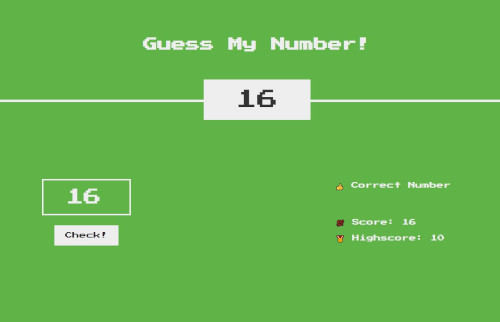 Guess My Number!
16
16
Check!
👍 Correct Number
Score: 16
Highscore: 10